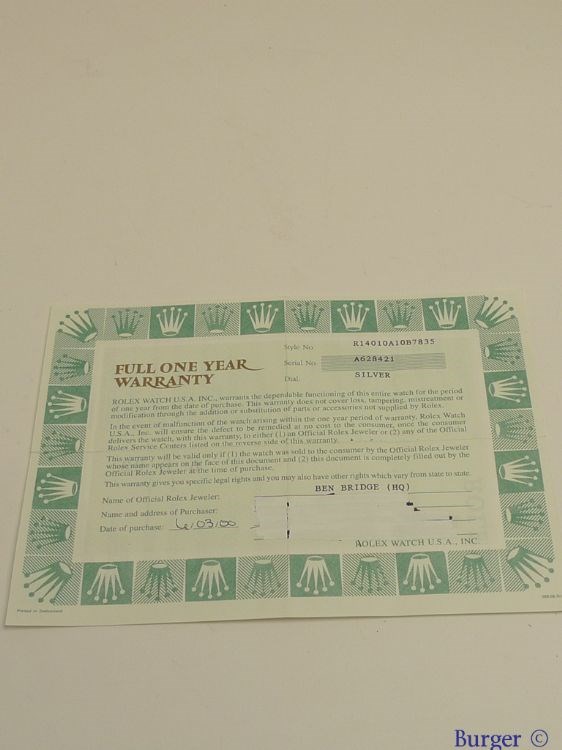 Style No. R14010A10B7835
Serial No. A628421
Dial. SILVER
FULL ONE YEAR
WARRANTY
ROLEX WATCH U.S.A. INC., warrants the dependable functioning of this entire watch for the period
of one year from the date of purchase. This warranty does not cover loss, tampering, mistreatment or
modification through the addition or substitution of parts or accessories not supplied by Rolex.
In the event of malfunction of the watch arising within the one year period of warranty, Rolex Watch
U.S.A., Inc. will ensure the defect to be remedied at no cost to the consumer, once the consumer
delivers the watch, with this warranty, to either (1) an Official Rolex Jeweler or (2) any of the Official
Rolex Service Centers listed on the reverse side of this warranty.
This warranty will be valid only if (1) the watch was sold to the consumer by the Official Rolex Jeweler
whose name appears on the face of this document and (2) this document is completely filled out by the
Official Rolex Jeweler at the time of purchase.
This warranty gives you specific legal rights and you may also have other rights which vary from state to state.
Name of Official Rolex Jeweler: BEN BRIDGE (HQ)
Name and address of Purchaser:
Date of purchase: 6/03/00
ROLEX WATCH U.S.A., INC.
Printed in Switzerland
Burger ©